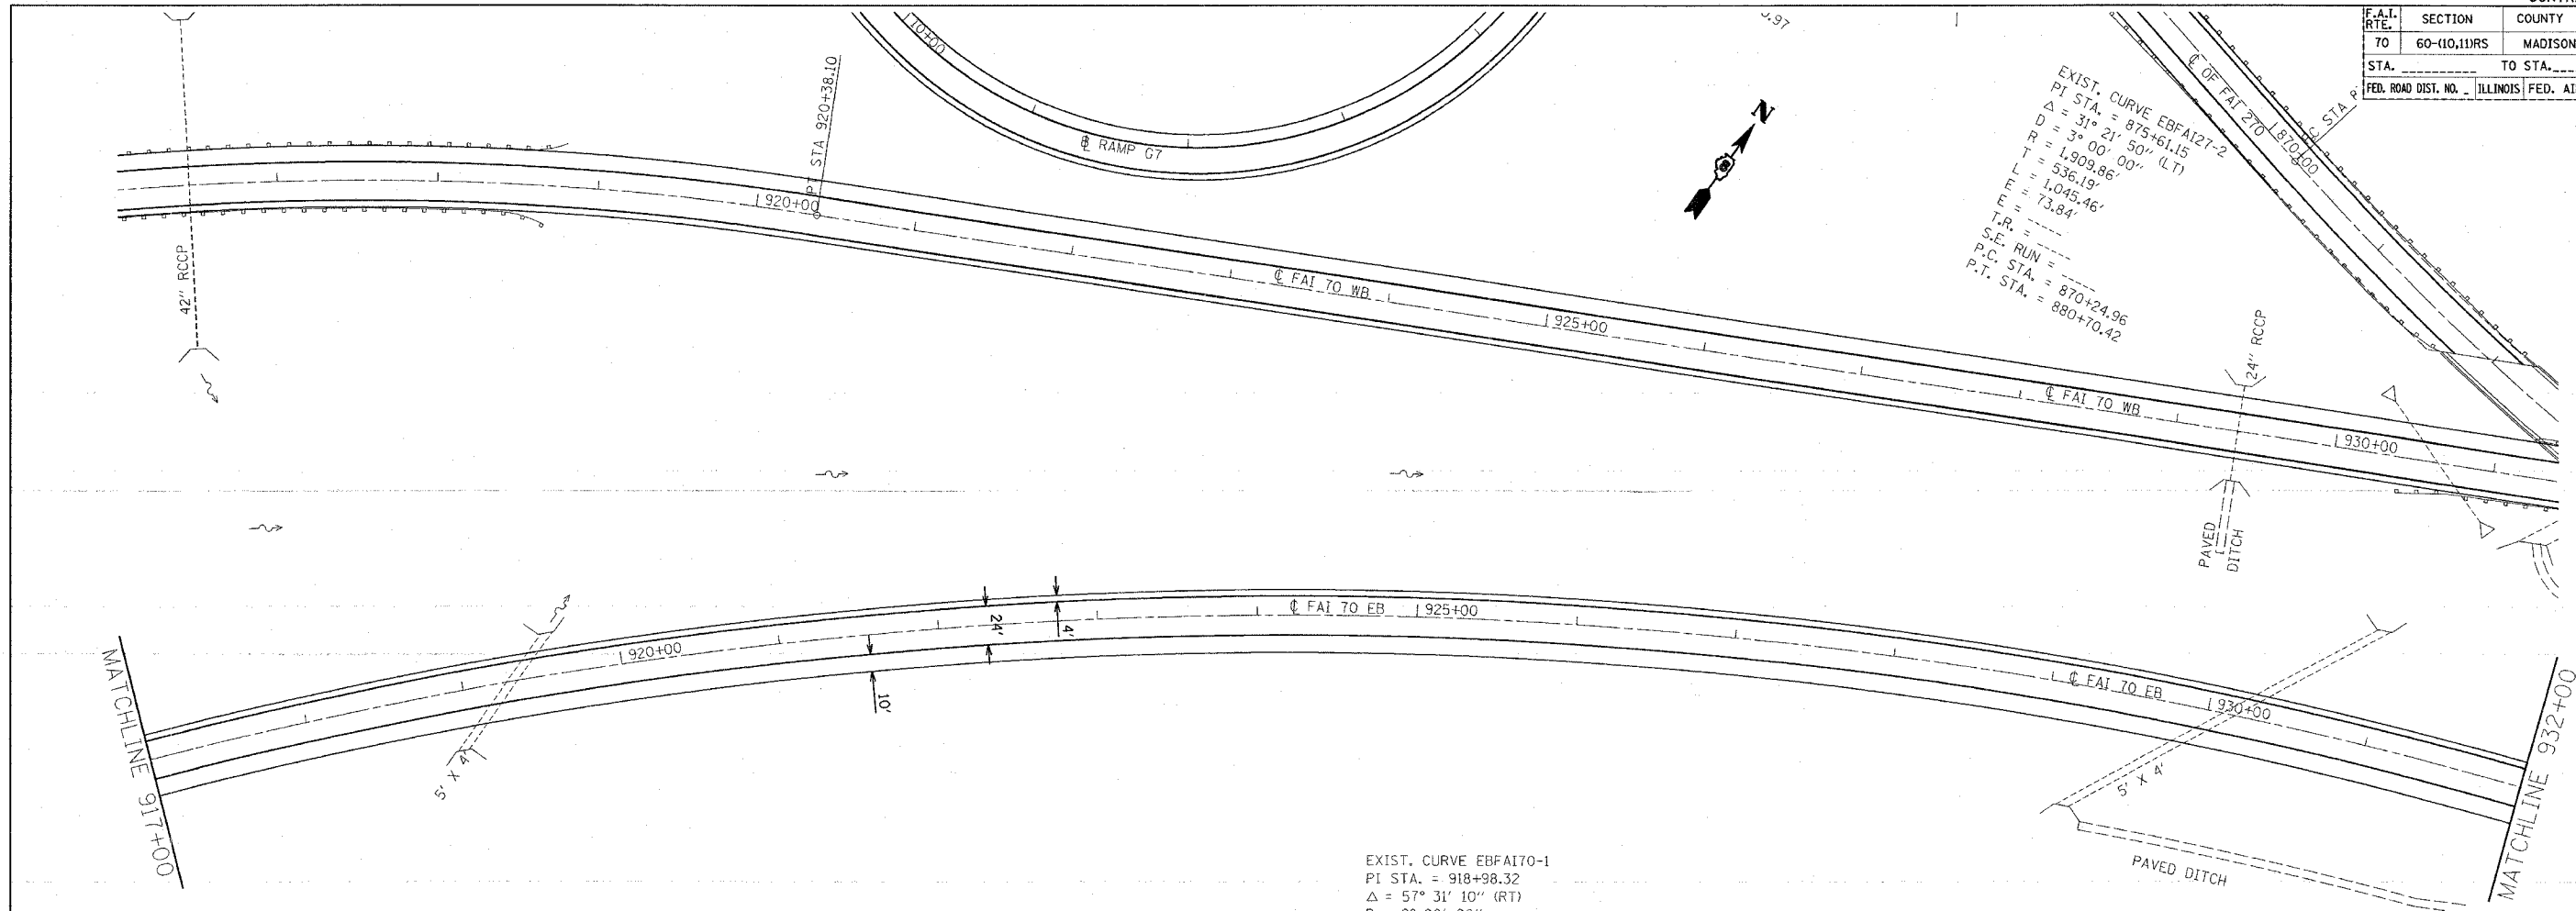 F.A.I. RTE. SECTION COUNTY
70 60-(10,11)RS MADISON
STA. __________ TO STA.___
FED. ROAD DIST. NO. _ ILLINOIS FED.
10+00
℄ RAMP G7
PT STA 920+38.10
920+00
42" RCCP
℄ FAI 70 WB
925+00
N
EXIST. CURVE EBFAI27-2
PI STA. = 875+61.15
Δ = 31° 21' 50" (LT)
D = 3° 00' 00"
R = 1,909.86'
T = 536.19'
L = 1,045.46'
E = 73.84'
E = -----
T.R. = -----
S.E. RUN = -----
P.C. STA. = 870+24.96
P.T. STA. = 880+70.42
℄ OF FAI 270
870+00
24" RCCP
℄ FAI 70 WB
930+00
PAVED DITCH
MATCHLINE 917+00
5' X 4'
920+00
10'
24'
4'
℄ FAI 70 EB
925+00
℄ FAI 70 EB
930+00
5' X 4'
PAVED DITCH
MATCHLINE 932+00
EXIST. CURVE EBFAI70-1
PI STA. = 918+98.32
Δ = 57° 31' 10" (RT)